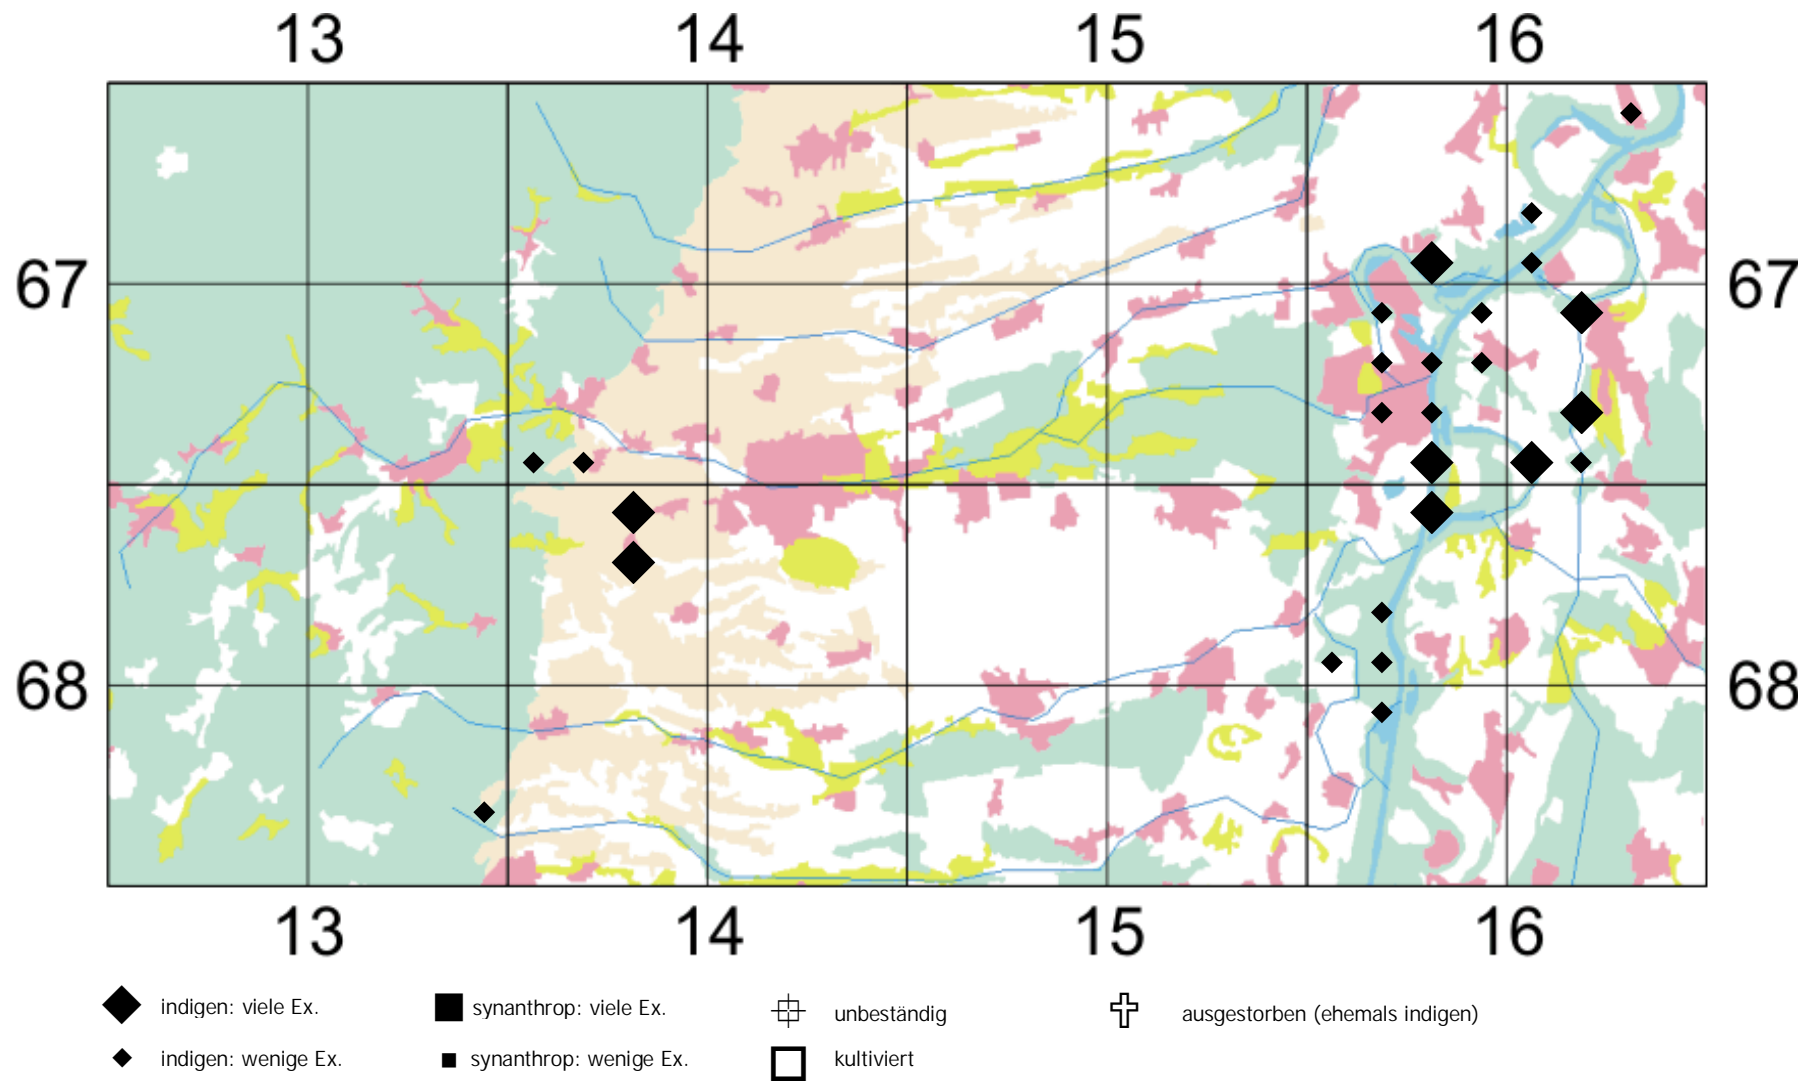 13 14 15 16
67 67
68 68
13 14 15 16
indigen: viele Ex. synanthrop: viele Ex. unbeständig ausgestorben (ehemals indigen)
indigen: wenige Ex. synanthrop: wenige Ex. kultiviert